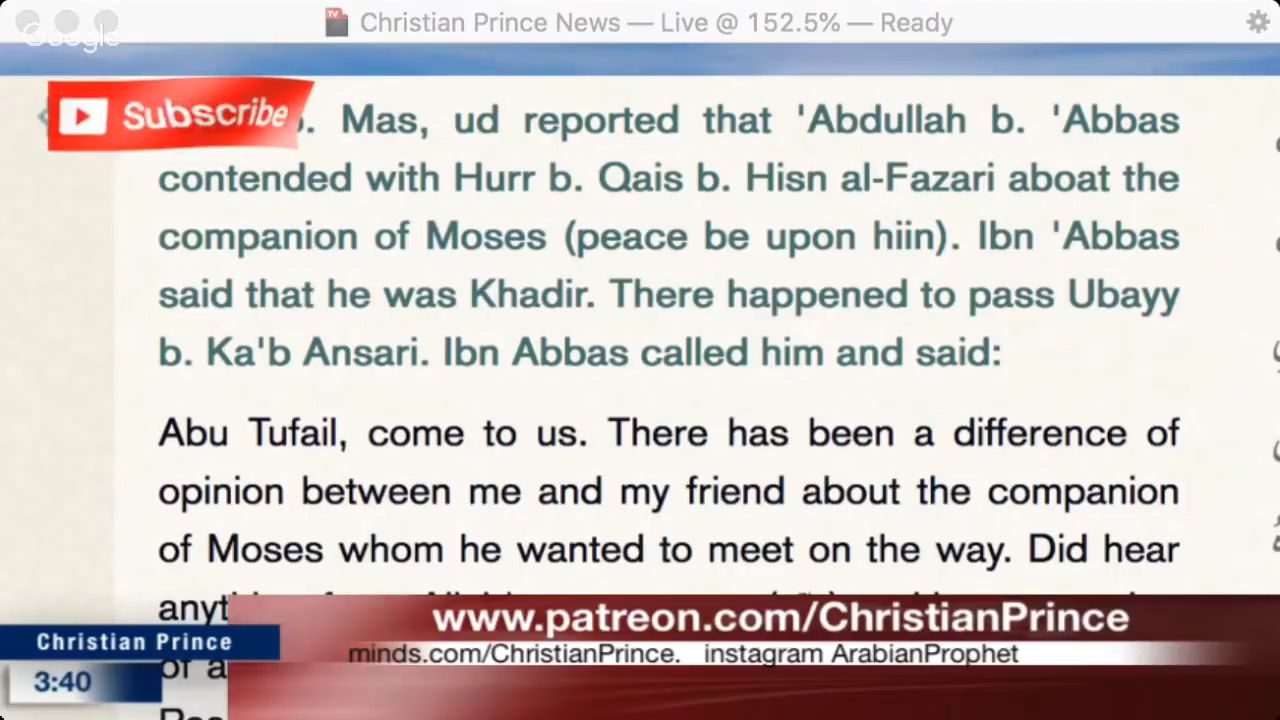 Christian Prince News — Live @ 152.5% — Ready
Google
Subscribe
b. Mas, ud reported that 'Abdullah b. 'Abbas
contended with Hurr b. Qais b. Hisn al-Fazari aboat the
companion of Moses (peace be upon hiin). Ibn 'Abbas
said that he was Khadir. There happened to pass Ubayy
b. Ka'b Ansari. Ibn Abbas called him and said:
Abu Tufail, come to us. There has been a difference of
opinion between me and my friend about the companion
of Moses whom he wanted to meet on the way. Did hear
www.patreon.com/ChristianPrince
Christian Prince
minds.com/ChristianPrince. instagram ArabianProphet
of a
3:40